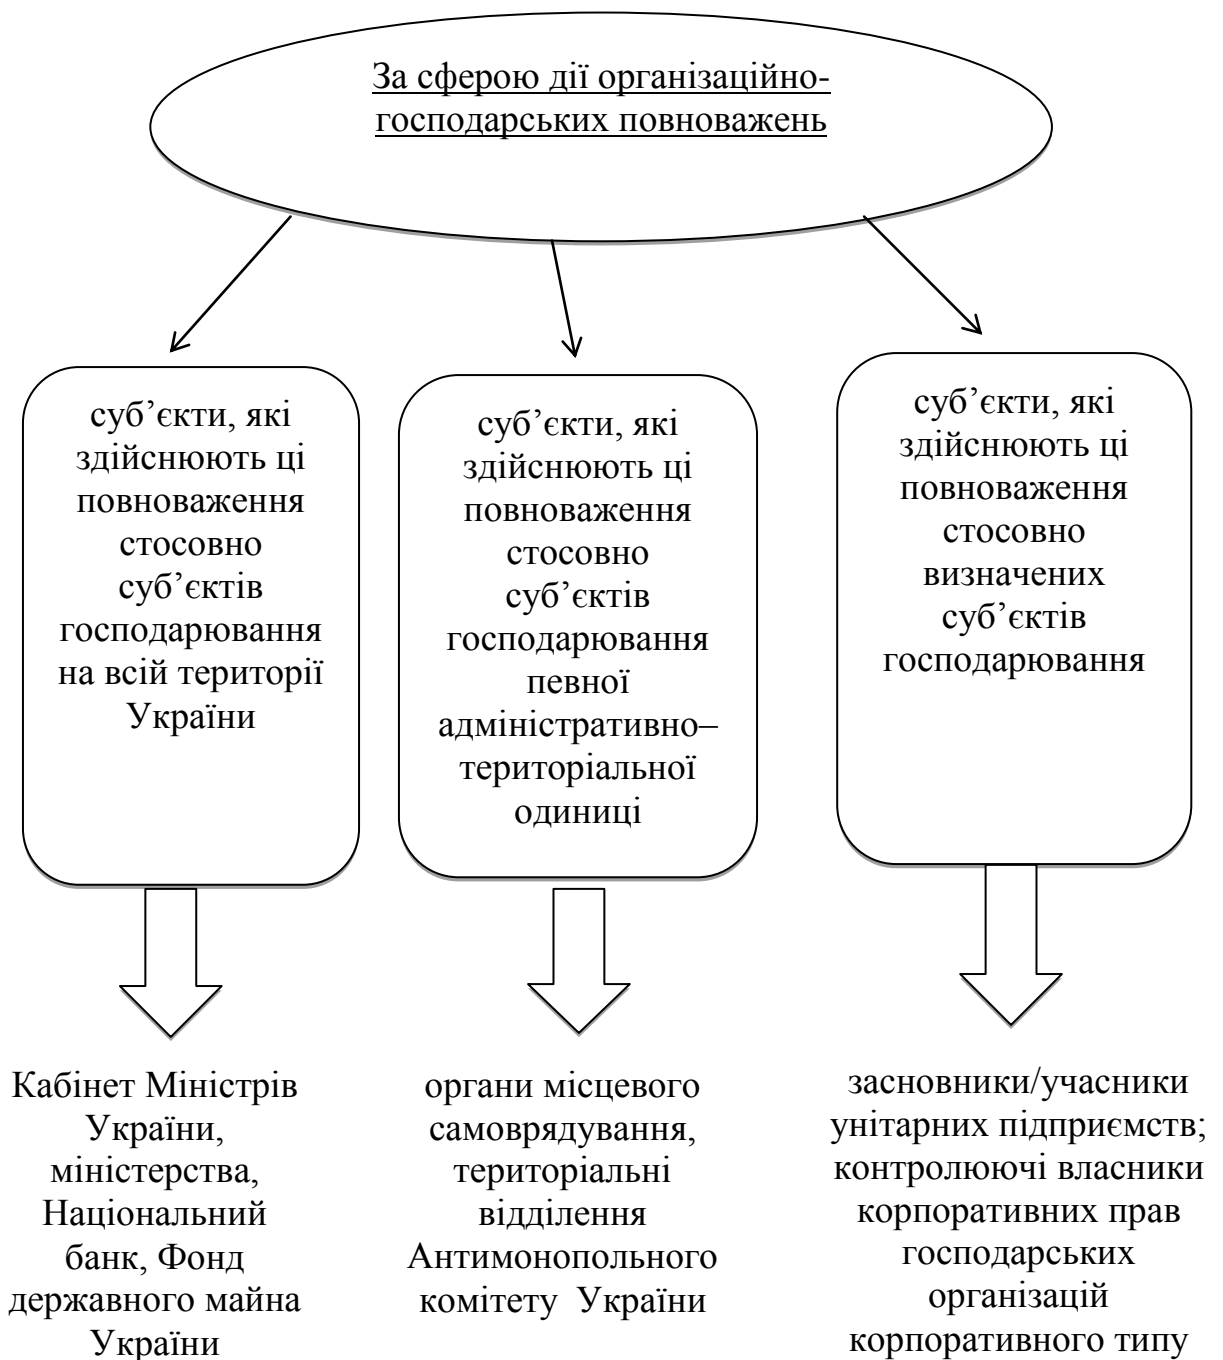 За сферою дії організаційно-
господарських повноважень
суб’єкти, які
здійснюють ці
повноваження
стосовно
суб’єктів
господарювання
на всій території
України
суб’єкти, які
здійснюють ці
повноваження
стосовно
суб’єктів
господарювання
певної
адміністративно–
територіальної
одиниці
суб’єкти, які
здійснюють ці
повноваження
стосовно
визначених
суб’єктів
господарювання
Кабінет Міністрів
України,
міністерства,
Національний
банк, Фонд
державного майна
України
органи місцевого
самоврядування,
територіальні
відділення
Антимонопольного
комітету України
засновники/учасники
унітарних підприємств;
контролюючі власники
корпоративних прав
господарських
організацій
корпоративного типу